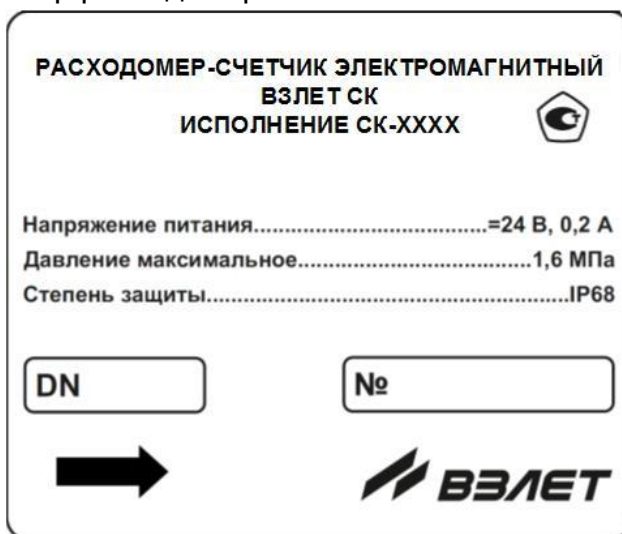 РАСХОДОМЕР-СЧЕТЧИК ЭЛЕКТРОМАГНИТНЫЙ
ВЗЛЕТ СК
ИСПОЛНЕНИЕ СК-ХХХХ
Напряжение питания....................................=24 В, 0,2 А
Давление максимальное....................................1,6 МПа
Степень защиты........................................................IP68
DN
№
ВЗЛЕТ